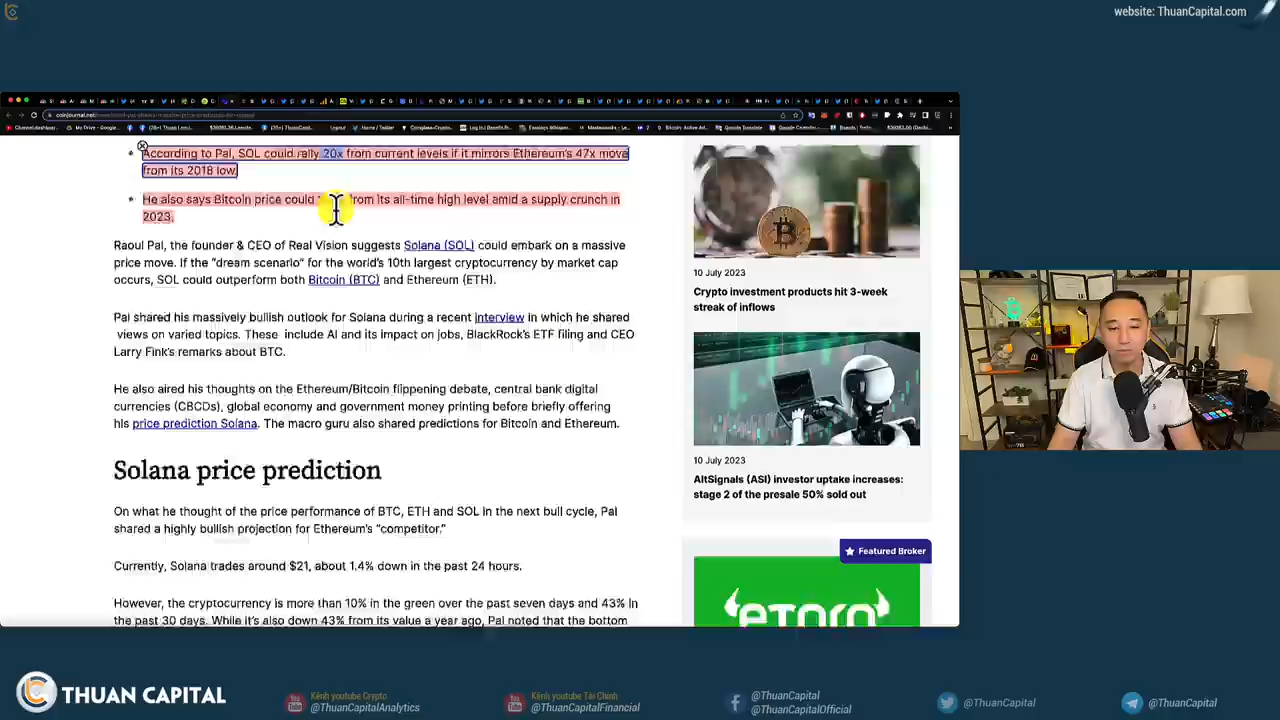 website: ThuanCapital.com
According to Pal, SOL could rally 20x from current levels if it mirrors Ethereum's 47x move
from its 2018 low.
He also says Bitcoin price could from its all-time high level amid a supply crunch in
2023.
Raoul Pal, the founder & CEO of Real Vision suggests Solana (SOL) could embark on a massive
price move. If the "dream scenario" for the world's 10th largest cryptocurrency by market cap
occurs, SOL could outperform both Bitcoin (BTC) and Ethereum (ETH).
Pal shared his massively bullish outlook for Solana during a recent interview in which he shared
views on varied topics. These include AI and its impact on jobs, BlackRock's ETF filing and CEO
Larry Fink's remarks about BTC.
He also aired his thoughts on the Ethereum/Bitcoin flippening debate, central bank digital
currencies (CBCDs), global economy and government money printing before briefly offering
his price prediction Solana. The macro guru also shared predictions for Bitcoin and Ethereum.
Solana price prediction
On what he thought of the price performance of BTC, ETH and SOL in the next bull cycle, Pal
shared a highly bullish projection for Ethereum's "competitor."
Currently, Solana trades around $21, about 1.4% down in the past 24 hours.
However, the cryptocurrency is more than 10% in the green over the past seven days and 43% in
the past 30 days. While it's also down 43% from its value a year ago, Pal noted that the bottom
10 July 2023
Crypto investment products hit 3-week
streak of inflows
10 July 2023
AltSignals (ASI) investor uptake increases:
stage 2 of the presale 50% sold out
Featured Broker
eToro
THUAN CAPITAL
Kênh youtube Crypto
@ThuanCapitalAnalytics
Kênh youtube Tài Chính
@ThuanCapitalFinancial
@ThuanCapital
@ThuanCapitalOfficial
@ThuanCapital
@ThuanCapital